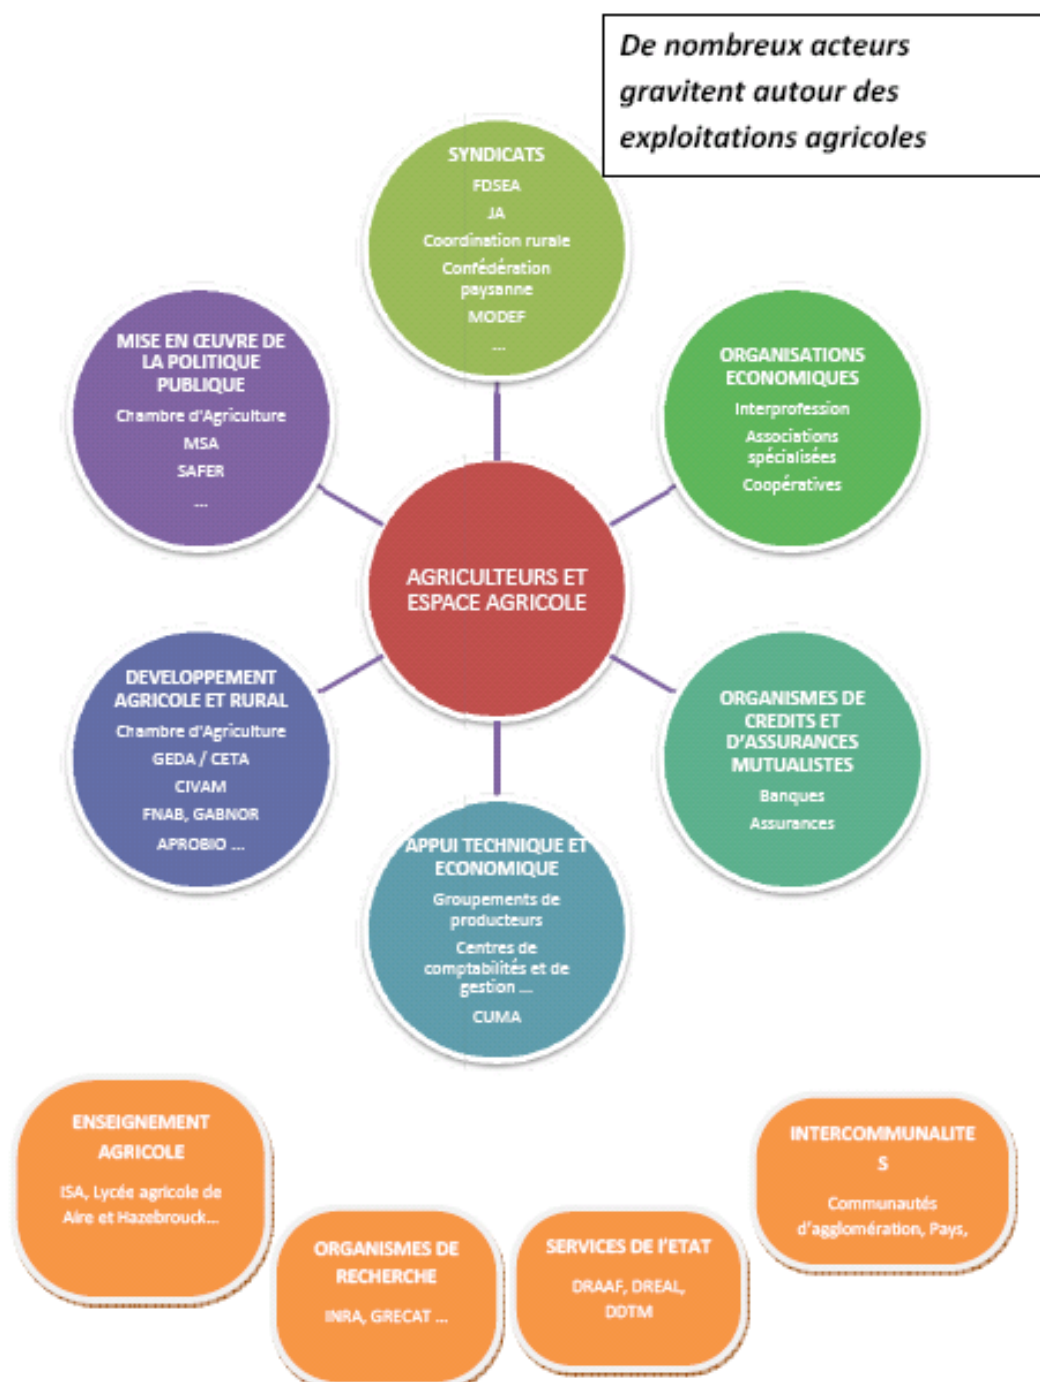 De nombreux acteurs
gravitent autour des
exploitations agricoles
SYNDICATS
FDSEA
JA
Coordination rurale
Confédération
paysanne
MODEF
...
MISE EN ŒUVRE DE
LA POLITIQUE
PUBLIQUE
Chambre d'Agriculture
MSA
SAFER
...
ORGANISATIONS
ECONOMIQUES
Interprofession
Associations
spécialisées
Coopératives
AGRICULTEURS ET
ESPACE AGRICOLE
DEVELOPPEMENT
AGRICOLE ET RURAL
Chambre d'Agriculture
GEDA / CETA
CIVAM
FNAB, GABNOR
APROBIO ...
ORGANISMES DE
CREDITS ET
D'ASSURANCES
MUTUALISTES
Banques
Assurances
APPUI TECHNIQUE ET
ECONOMIQUE
Groupements de
producteurs
Centres de
comptabilités et de
gestion ...
CUMA
ENSEIGNEMENT
AGRICOLE
ISA, Lycée agricole de
Aire et Hazebrouck...
ORGANISMES DE
RECHERCHE
INRA, GRECAT ...
SERVICES DE l'ETAT
DRAAF, DREAL,
DDTM
INTERCOMMUNALITE
S
Communautés
d'agglomération, Pays,